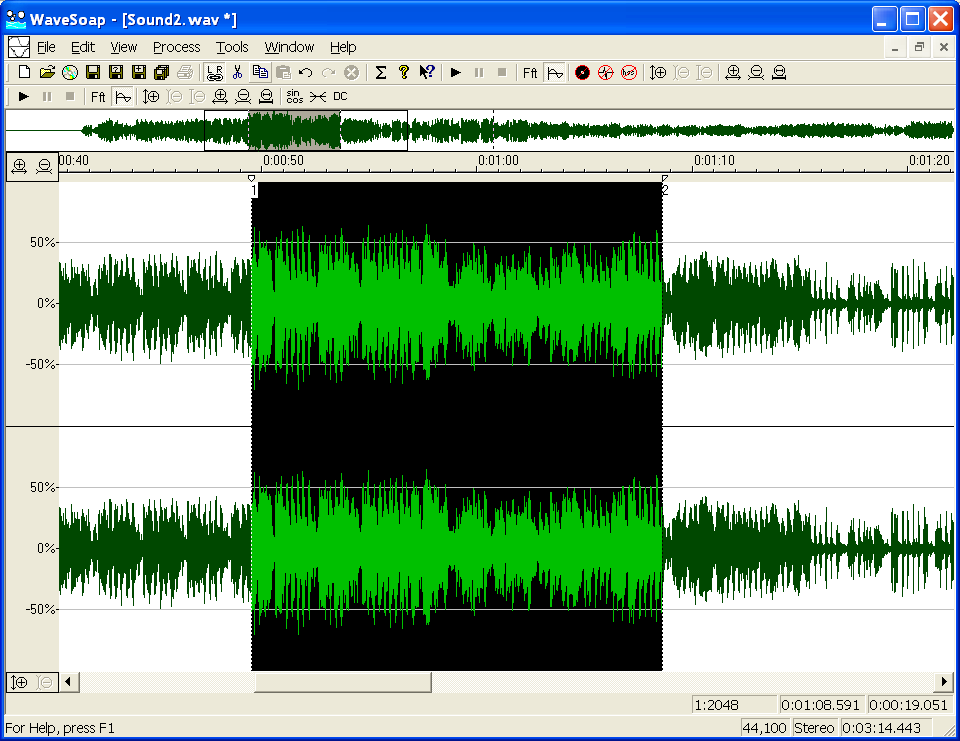 WaveSoap - [Sound2.wav *]
File Edit View Process Tools Window Help
L R Ft
Ft sin cos DC
00:40 0:00:50 0:01:00 0:01:10 0:01:20
1 2
50%
0%
-50%
50%
0%
-50%
1:2048 0:01:08.591 0:00:19.051
For Help, press F1 44,100 Stereo 0:03:14.443